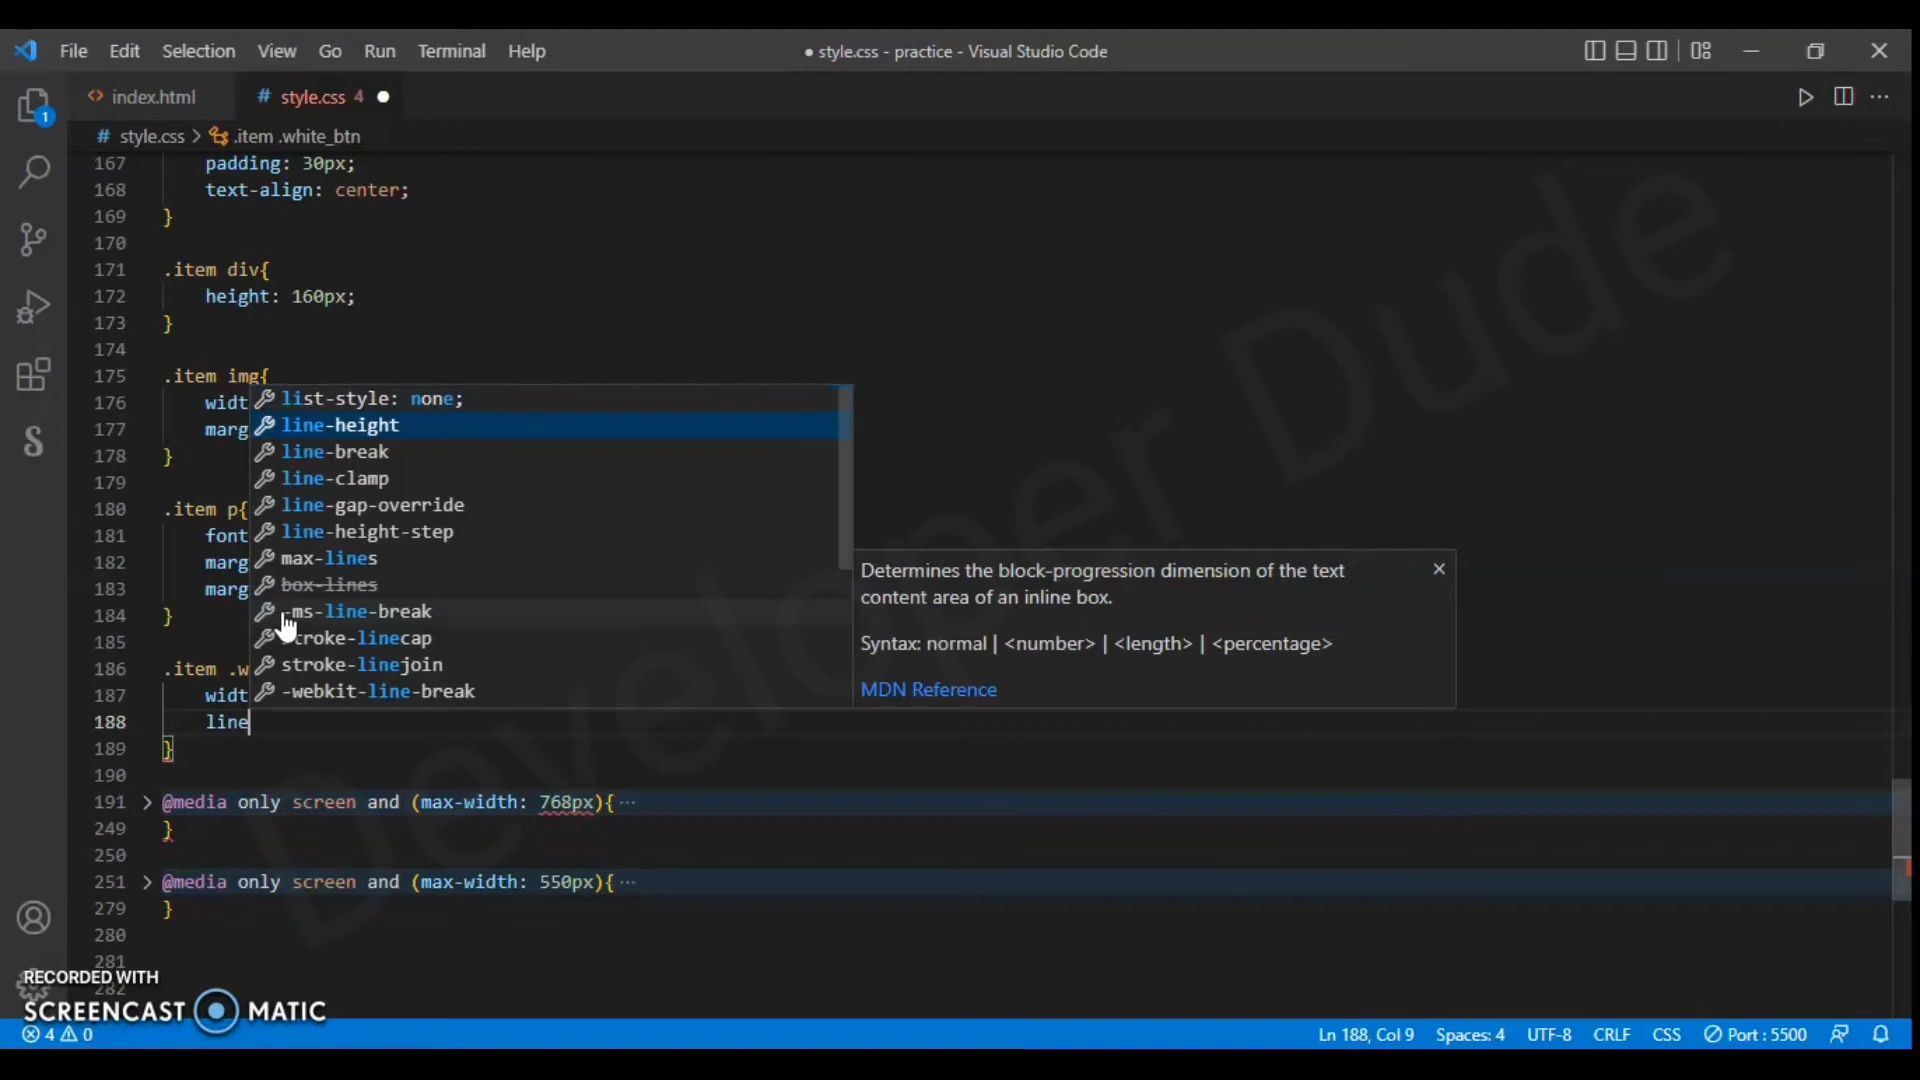 File Edit Selection View Go Run Terminal Help
● style.css - practice - Visual Studio Code
index.html
# style.css 4 ●
# style.css > .item .white_btn
167 padding: 30px;
168 text-align: center;
169 }
170
171 .item div{
172 height: 160px;
173 }
174
175 .item img{
176 widt
177 marg
178 }
179
180 .item p{
181 font
182 marg
183 marg
184 }
185
186 .item .w
187 widt
188 line
189 }
190
191 > @media only screen and (max-width: 768px){ ···
249 }
250
251 > @media only screen and (max-width: 550px){ ···
279 }
280
281
282
list-style: none;
line-height
line-break
line-clamp
line-gap-override
line-height-step
max-lines
box-lines
-ms-line-break
stroke-linecap
stroke-linejoin
-webkit-line-break
Determines the block-progression dimension of the text
content area of an inline box.
Syntax: normal | <number> | <length> | <percentage>
MDN Reference
Developer Dude
1
RECORDED WITH
SCREENCAST MATIC
4 0
Ln 188, Col 9 Spaces: 4 UTF-8 CRLF CSS Port : 5500